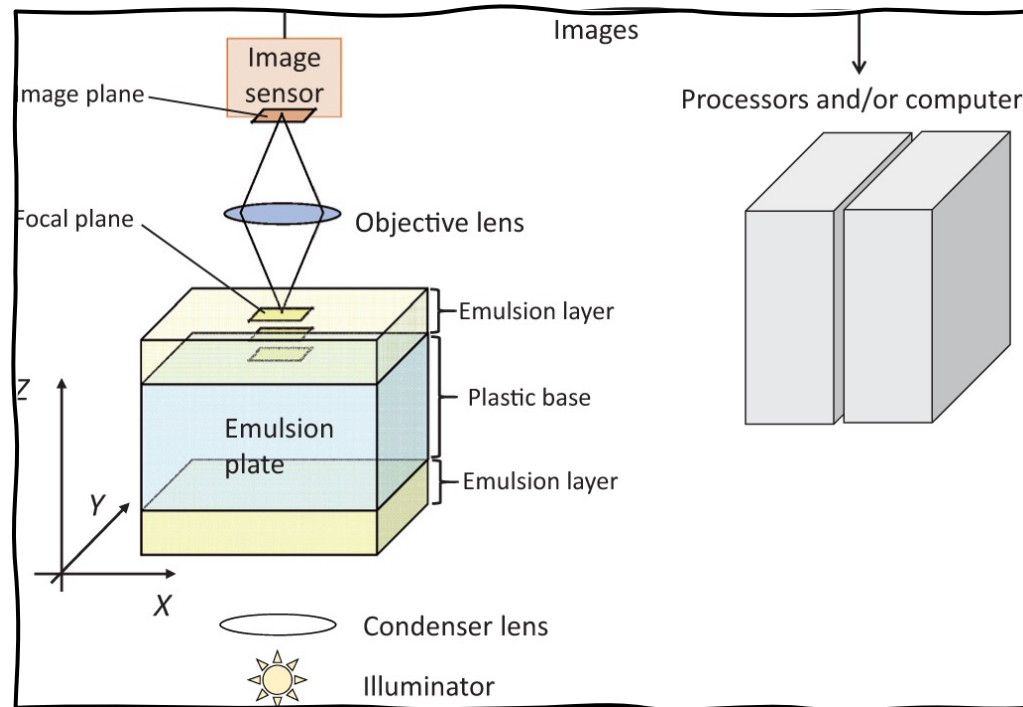 Images
Image
sensor
mage plane
Processors and/or computer
Focal plane
Objective lens
Emulsion layer
Z
Plastic base
Emulsion
plate
Emulsion layer
Y
X
Condenser lens
Illuminator